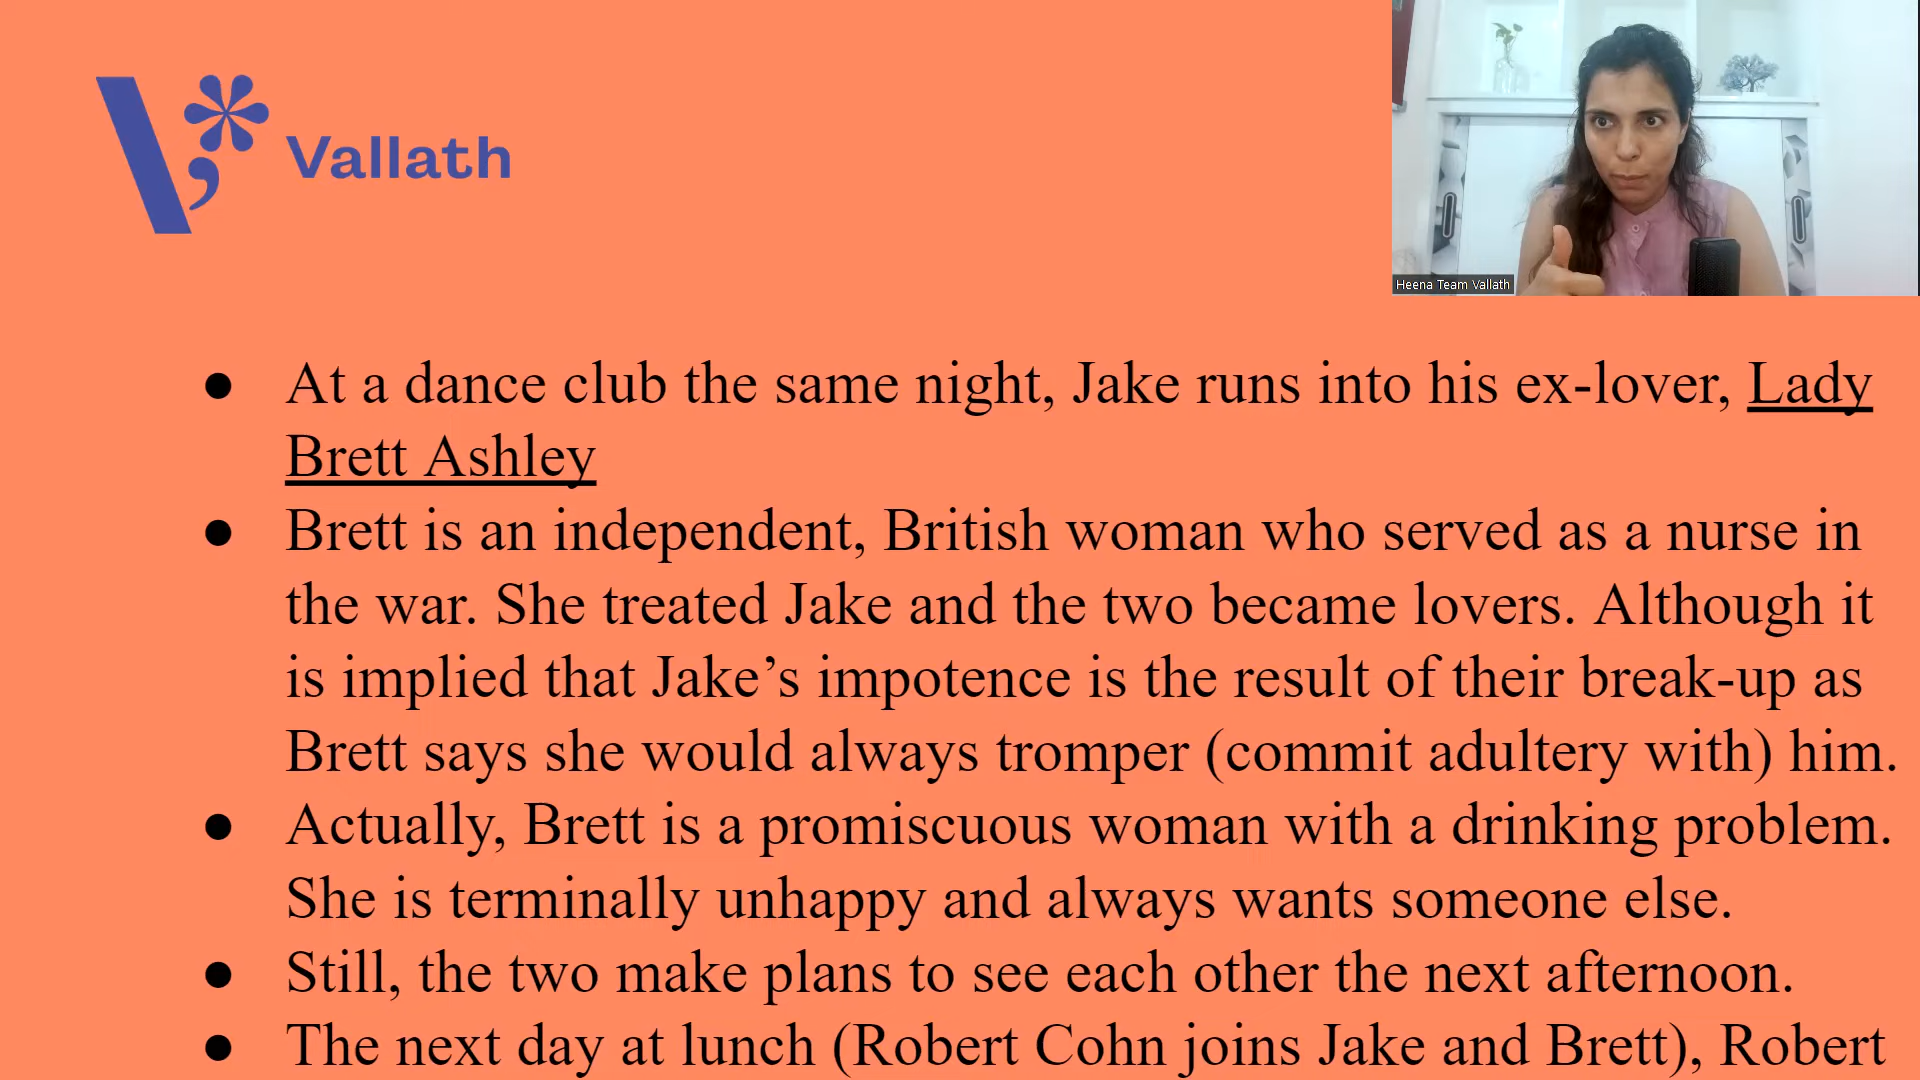 Vallath
Heena Team Vallath
● At a dance club the same night, Jake runs into his ex-lover, Lady
Brett Ashley
● Brett is an independent, British woman who served as a nurse in
the war. She treated Jake and the two became lovers. Although it
is implied that Jake’s impotence is the result of their break-up as
Brett says she would always tromper (commit adultery with) him.
● Actually, Brett is a promiscuous woman with a drinking problem.
She is terminally unhappy and always wants someone else.
● Still, the two make plans to see each other the next afternoon.
● The next day at lunch (Robert Cohn joins Jake and Brett), Robert